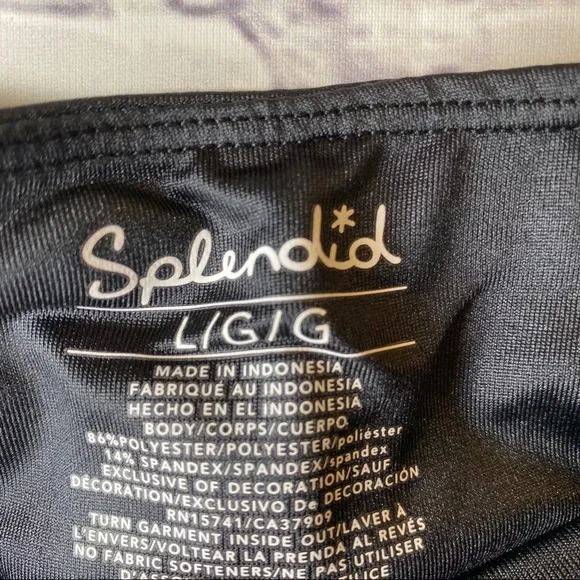 Splendid
L/G/G
MADE IN INDONESIA
FABRIQUÉ AU INDONESIA
HECHO EN EL INDONESIA
BODY/CORPS/CUERPO
86%POLYESTER/POLYESTER/poliéster
14% SPANDEX/SPANDEX/spandex
EXCLUSIVE OF DECORATION/SAUF
DÉCORATION/EXCLUSIVO De DECORACIÓN
RN15741/CA37909
TURN GARMENT INSIDE OUT/LAVER À
L'ENVERS/VOLTEAR LA PRENDA AL REVÉS
NO FABRIC SOFTENERS/NE PAS UTILISER